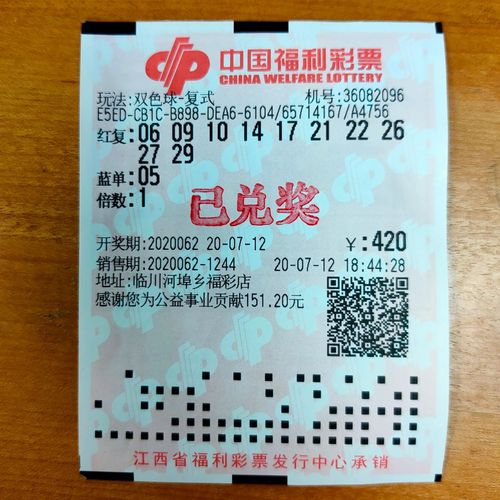 中国福利彩票
CHINA WELFARE LOTTERY
玩法:双色球-复式 机号:36082096
E5ED-CB1C-B898-DEA6-6104/65714167/A4756
红复:06 09 10 14 17 21 22 26
27 29
蓝单:05
倍数:1
已兑奖
开奖期:2020062 20-07-12 ￥:420
销售期:2020062-1244 20-07-12 18:44:28
地址:临川河埠乡福彩店
感谢您为公益事业贡献151.20元
江西省福利彩票发行中心承销